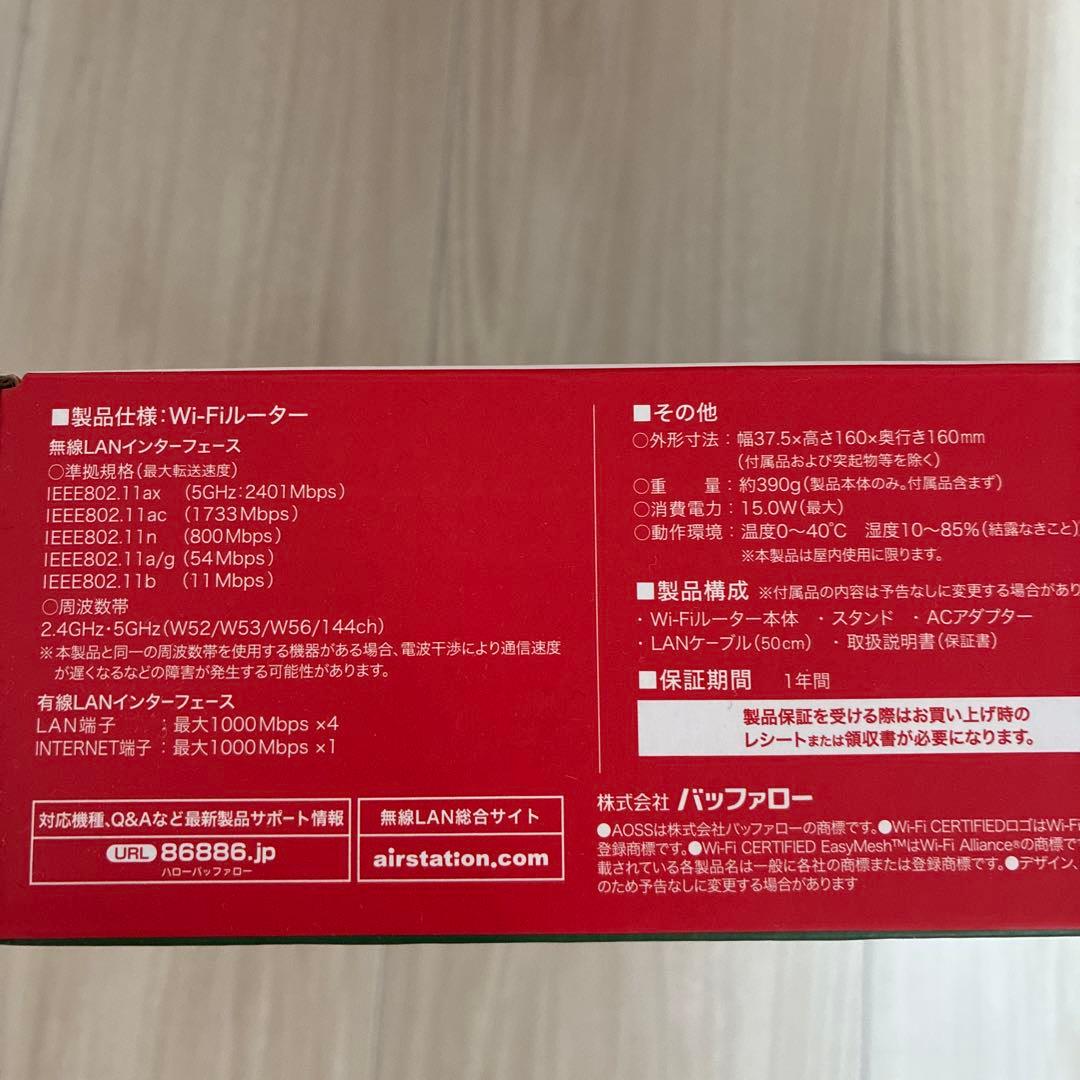 ■製品仕様：Wi-Fiルーター
無線LANインターフェース
○準拠規格(最大転送速度)
IEEE802.11ax (5GHz：2401Mbps)
IEEE802.11ac (1733Mbps)
IEEE802.11n (800Mbps)
IEEE802.11a/g (54Mbps)
IEEE802.11b (11Mbps)
○周波数帯
2.4GHz・5GHz(W52/W53/W56/144ch)
※本製品と同一の周波数帯を使用する機器がある場合、電波干渉により通信速度
が遅くなるなどの障害が発生する可能性があります。
有線LANインターフェース
LAN端子 ：最大1000Mbps ×4
INTERNET端子：最大1000Mbps ×1
対応機種、Q&Aなど最新製品サポート情報
URL 86886.jp
ハローバッファロー
無線LAN総合サイト
airstation.com
■その他
○外形寸法：幅37.5×高さ160×奥行き160mm
(付属品および突起物等を除く)
○重 量：約390g(製品本体のみ。付属品含まず)
○消費電力：15.0W(最大)
○動作環境：温度0～40℃ 湿度10～85%(結露なきこと)
※本製品は屋内使用に限ります。
■製品構成 ※付属品の内容は予告なしに変更する場合があり
・Wi-Fiルーター本体 ・スタンド ・ACアダプター
・LANケーブル(50cm) ・取扱説明書(保証書)
■保証期間 1年間
製品保証を受ける際はお買い上げ時の
レシートまたは領収書が必要になります。
株式会社 バッファロー
●AOSSは株式会社バッファローの商標です。●Wi-Fi CERTIFIEDロゴはWi-Fi
登録商標です。●Wi-Fi CERTIFIED EasyMesh™はWi-Fi Alliance®の商標で
載されている各製品名は一般に各社の商標または登録商標です。●デザイン、
のため予告なしに変更する場合があります